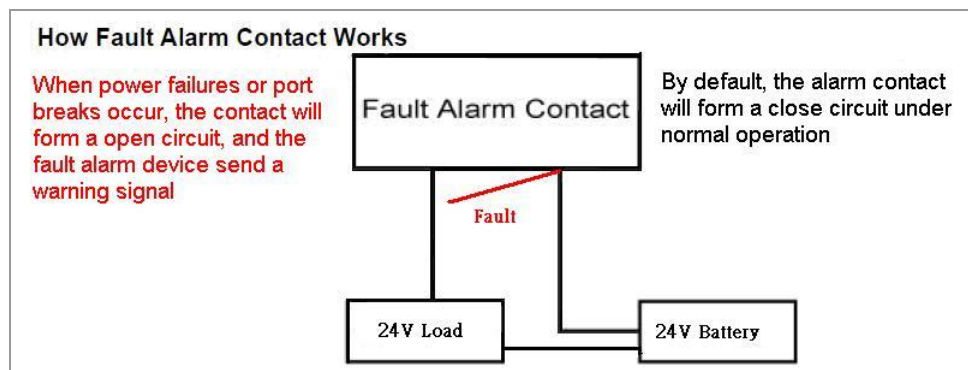 How Fault Alarm Contact Works
When power failures or port
breaks occur, the contact will
form a open circuit, and the
fault alarm device send a
warning signal
Fault Alarm Contact
By default, the alarm contact
will form a close circuit under
normal operation
Fault
24V Load
24V Battery